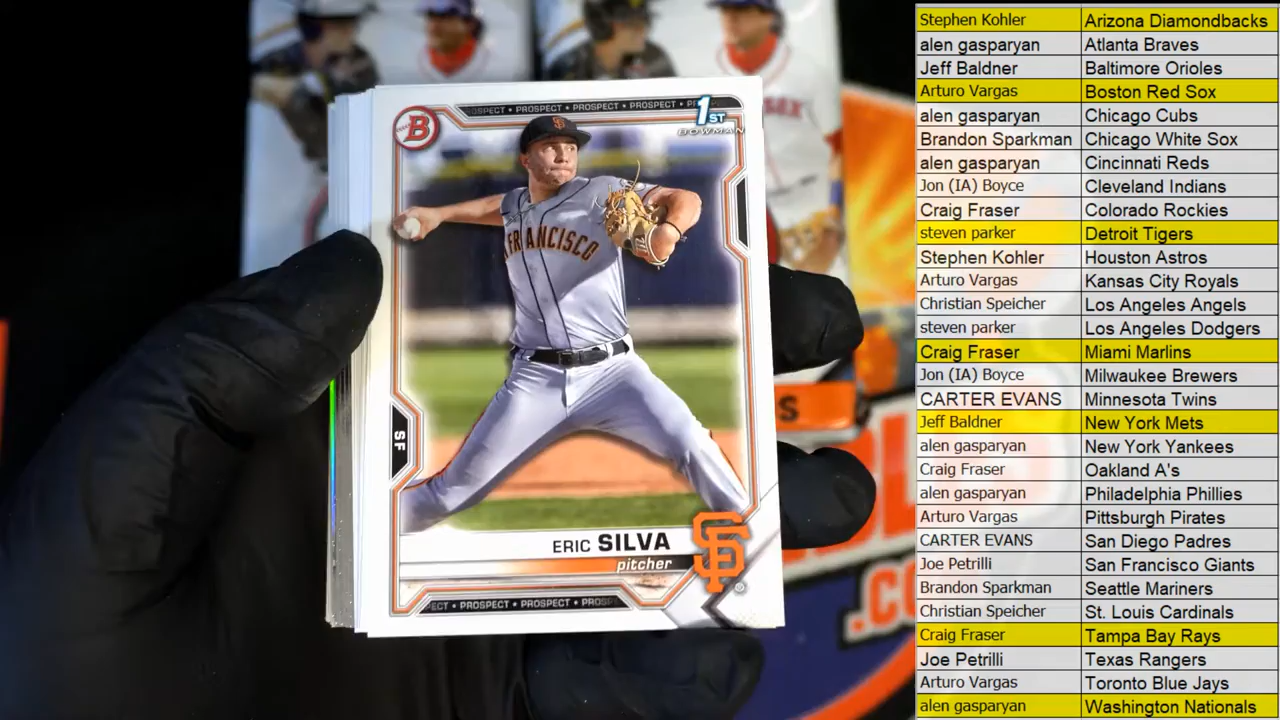 PROSPECT • PROSPECT • PROSPECT • PROSPECT •
B
1ST
BOWMAN
SF
FRANCISCO
SF
ERIC SILVA
pitcher
SF
PROSPECT • PROSPECT • PROSPECT
S
.CO
Stephen Kohler Arizona Diamondbacks
alen gasparyan Atlanta Braves
Jeff Baldner Baltimore Orioles
Arturo Vargas Boston Red Sox
alen gasparyan Chicago Cubs
Brandon Sparkman Chicago White Sox
alen gasparyan Cincinnati Reds
Jon (IA) Boyce Cleveland Indians
Craig Fraser Colorado Rockies
steven parker Detroit Tigers
Stephen Kohler Houston Astros
Arturo Vargas Kansas City Royals
Christian Speicher Los Angeles Angels
steven parker Los Angeles Dodgers
Craig Fraser Miami Marlins
Jon (IA) Boyce Milwaukee Brewers
CARTER EVANS Minnesota Twins
Jeff Baldner New York Mets
alen gasparyan New York Yankees
Craig Fraser Oakland A's
alen gasparyan Philadelphia Phillies
Arturo Vargas Pittsburgh Pirates
CARTER EVANS San Diego Padres
Joe Petrilli San Francisco Giants
Brandon Sparkman Seattle Mariners
Christian Speicher St. Louis Cardinals
Craig Fraser Tampa Bay Rays
Joe Petrilli Texas Rangers
Arturo Vargas Toronto Blue Jays
alen gasparyan Washington Nationals